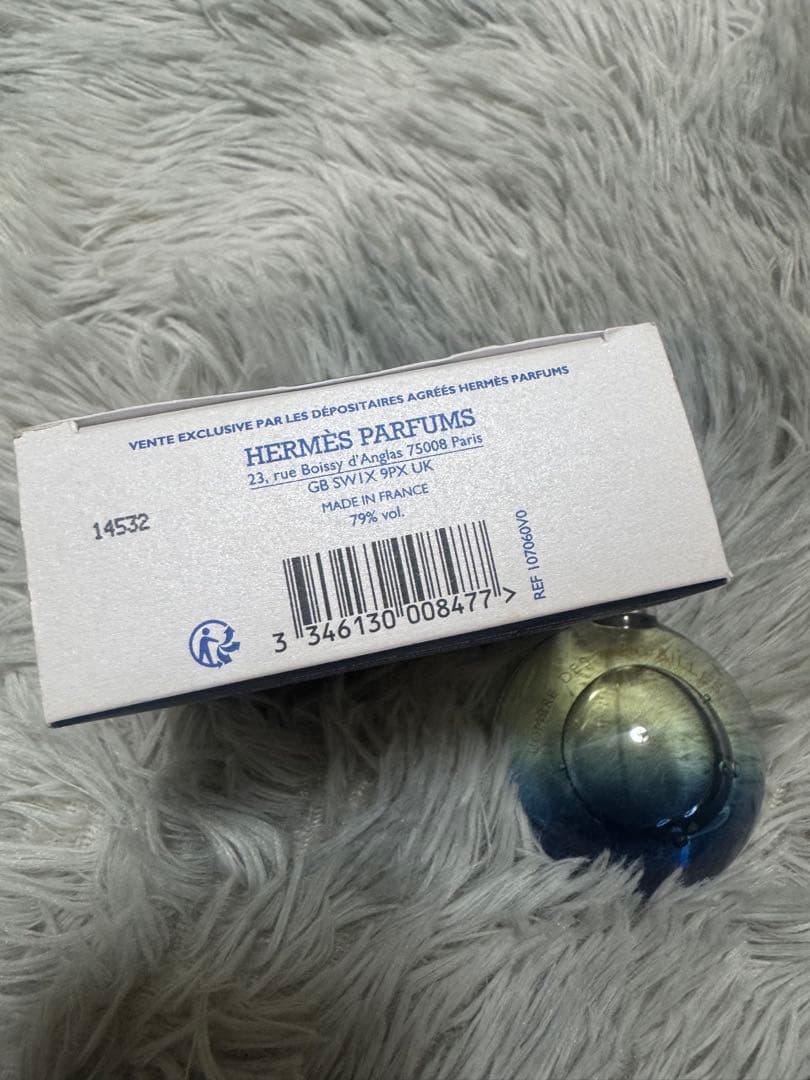 VENTE EXCLUSIVE PAR LES DÉPOSITAIRES AGRÉÉS HERMÈS PARFUMS
HERMÈS PARFUMS
23, rue Boissy d'Anglas 75008 Paris
GB SW1X 9PX UK
MADE IN FRANCE
79% vol.
14532
3 346130 008477 >
REF 107060V0
DES